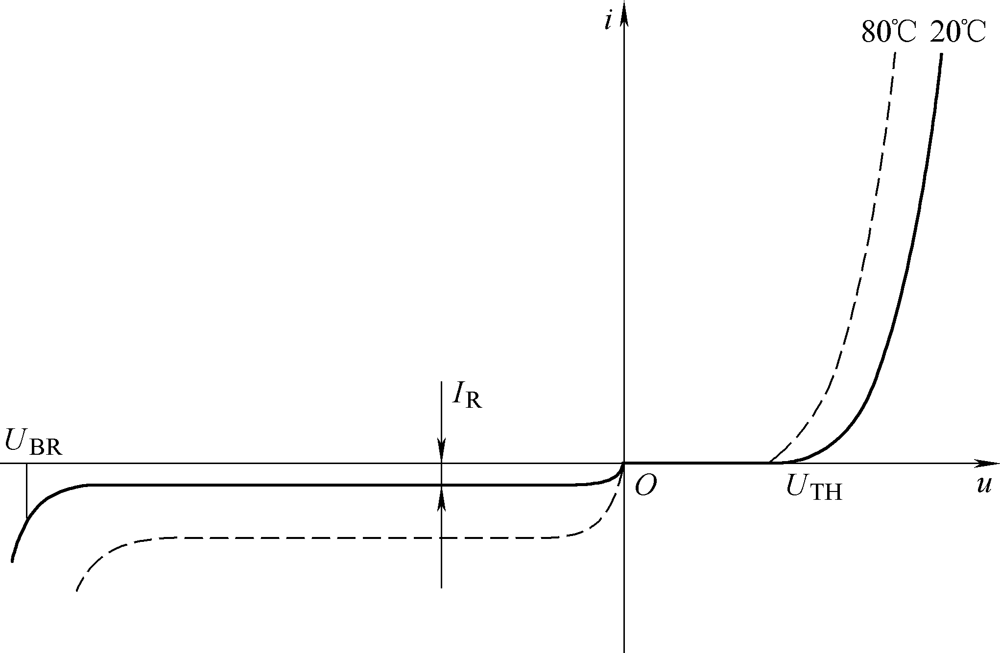 i
80℃ 20℃
I_R
U_BR
O
U_TH
u